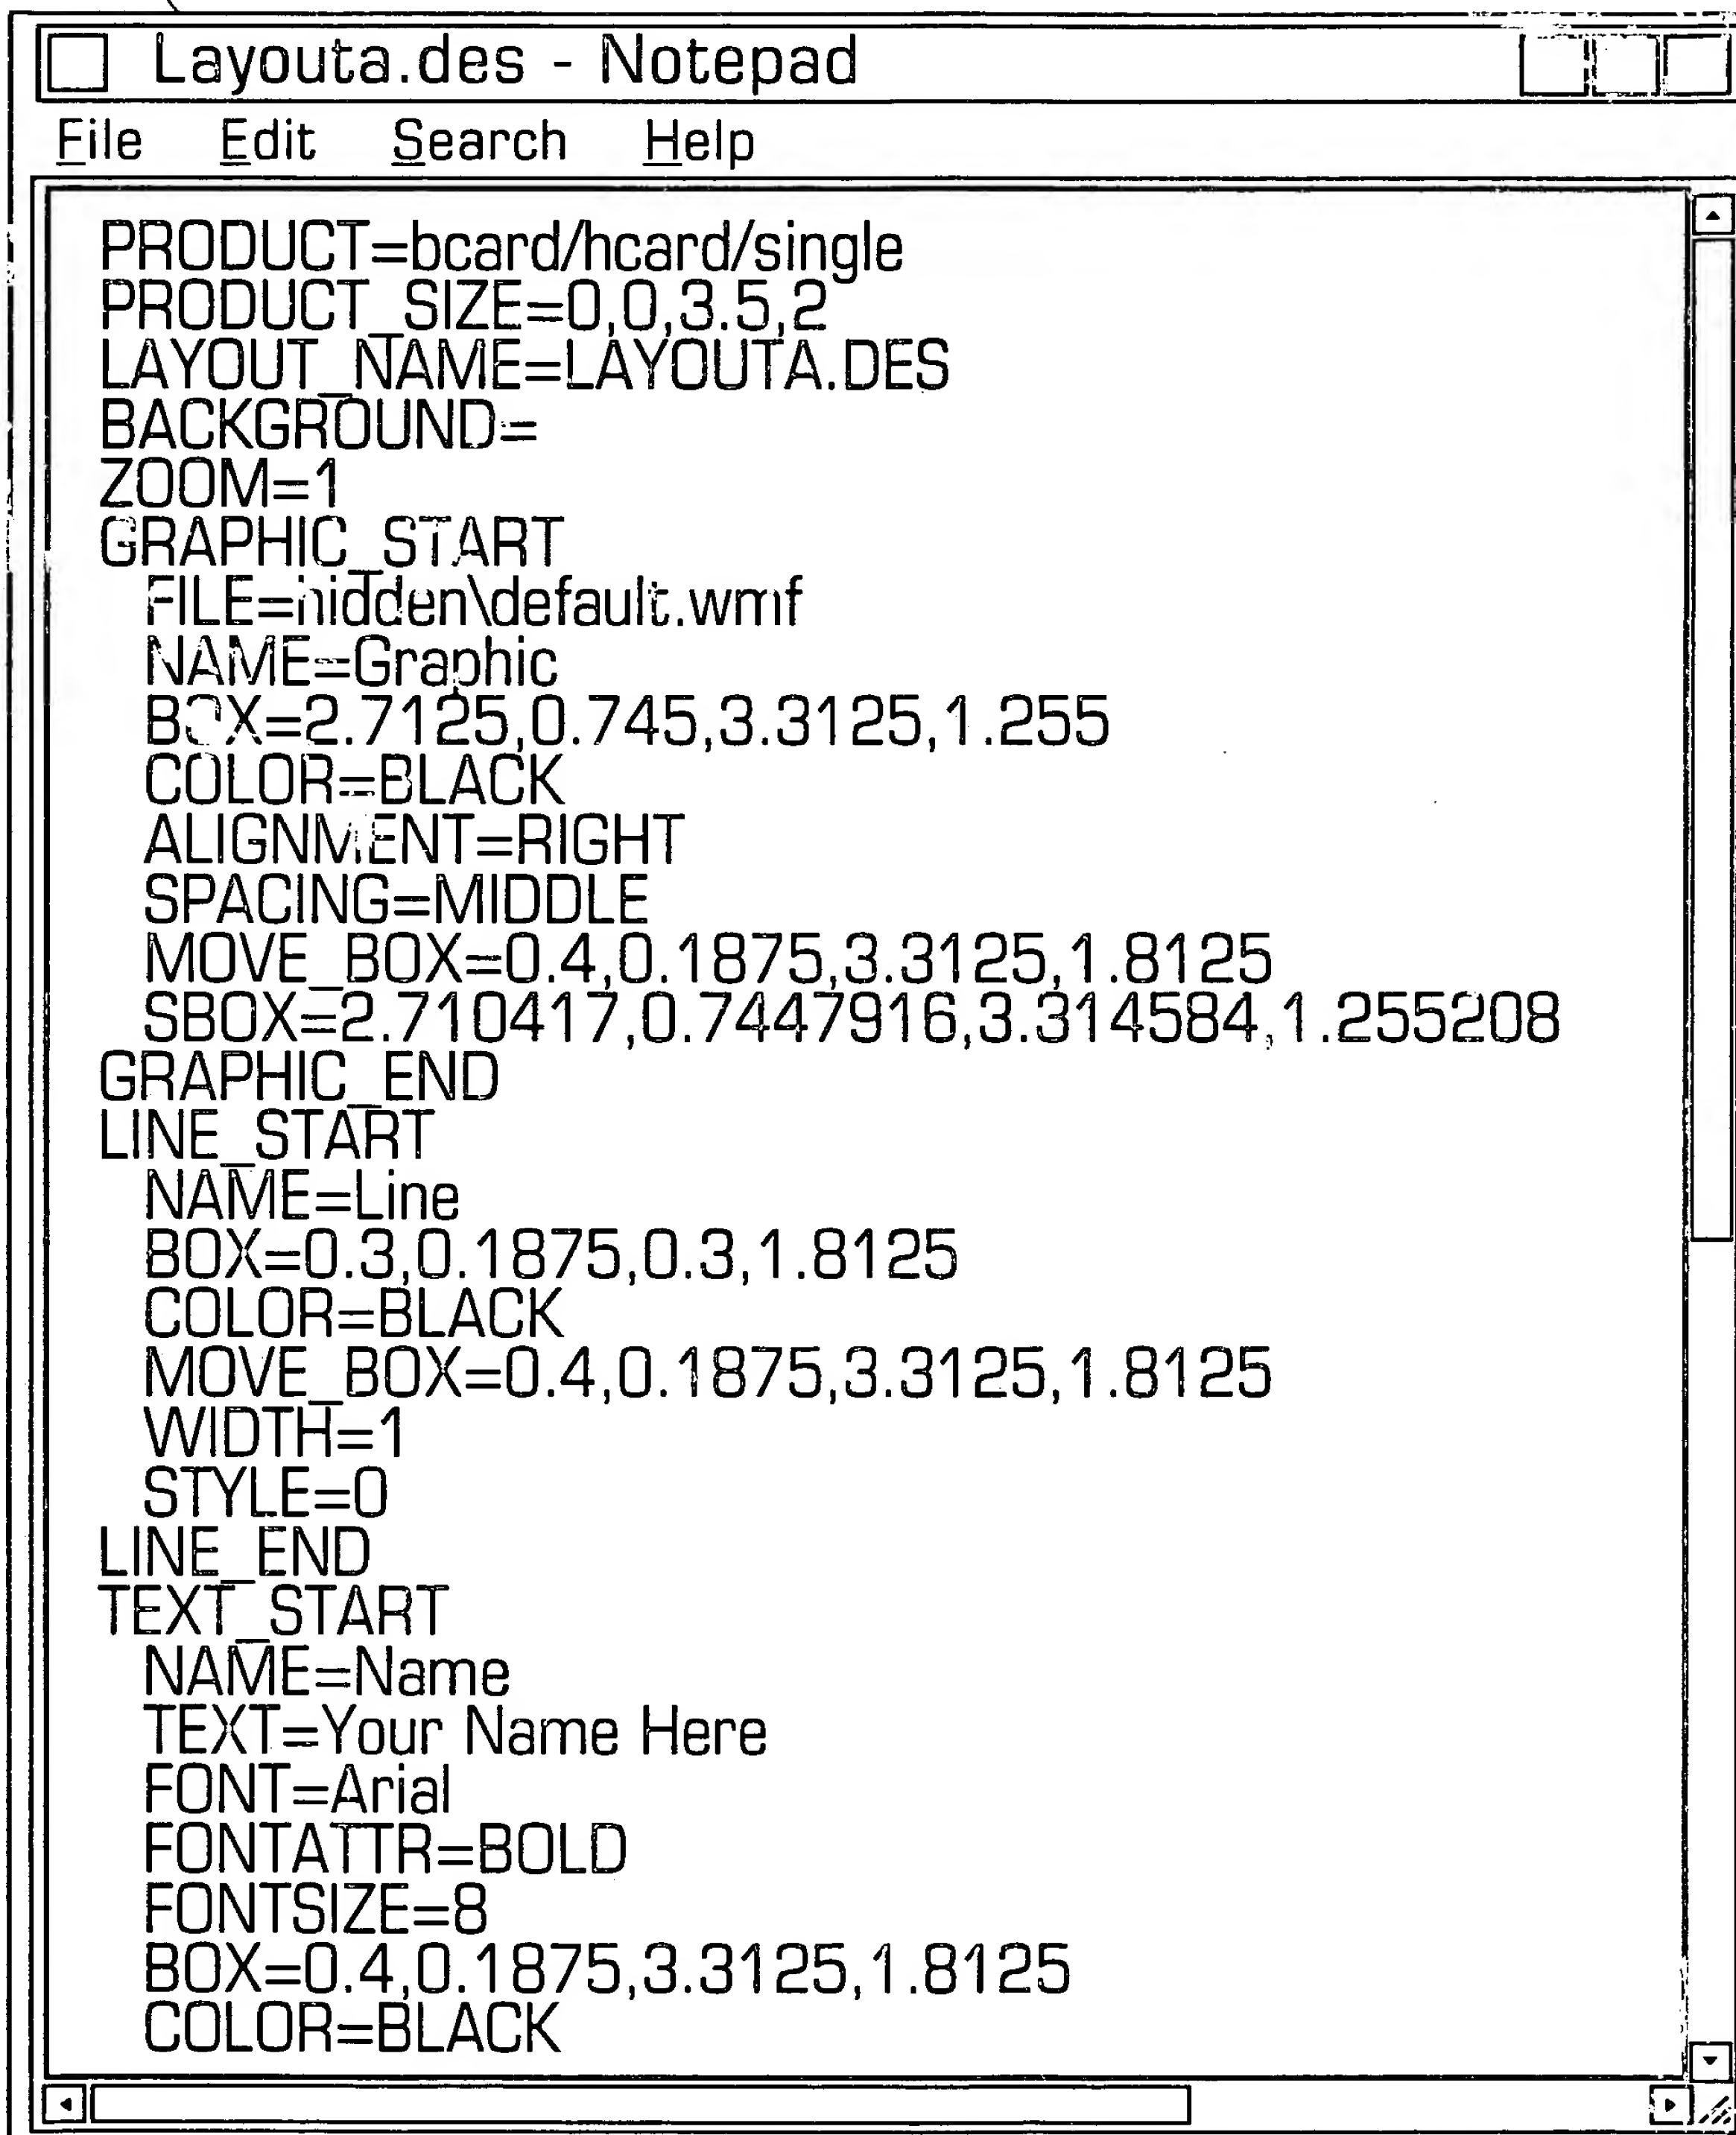 Layouta.des - Notepad
File Edit Search Help
PRODUCT=bcard/hcard/single
PRODUCT_SIZE=0,0,3.5,2
LAYOUT_NAME=LAYOUTA.DES
BACKGROUND=
ZOOM=1
GRAPHIC_START
FILE=hidden\default.wmf
NAME=Graphic
BOX=2.7125,0.745,3.3125,1.255
COLOR=BLACK
ALIGNMENT=RIGHT
SPACING=MIDDLE
MOVE_BOX=0.4,0.1875,3.3125,1.8125
SBOX=2.710417,0.7447916,3.314584,1.255208
GRAPHIC_END
LINE_START
NAME=Line
BOX=0.3,0.1875,0.3,1.8125
COLOR=BLACK
MOVE_BOX=0.4,0.1875,3.3125,1.8125
WIDTH=1
STYLE=0
LINE_END
TEXT_START
NAME=Name
TEXT=Your Name Here
FONT=Arial
FONTATTR=BOLD
FONTSIZE=8
BOX=0.4,0.1875,3.3125,1.8125
COLOR=BLACK